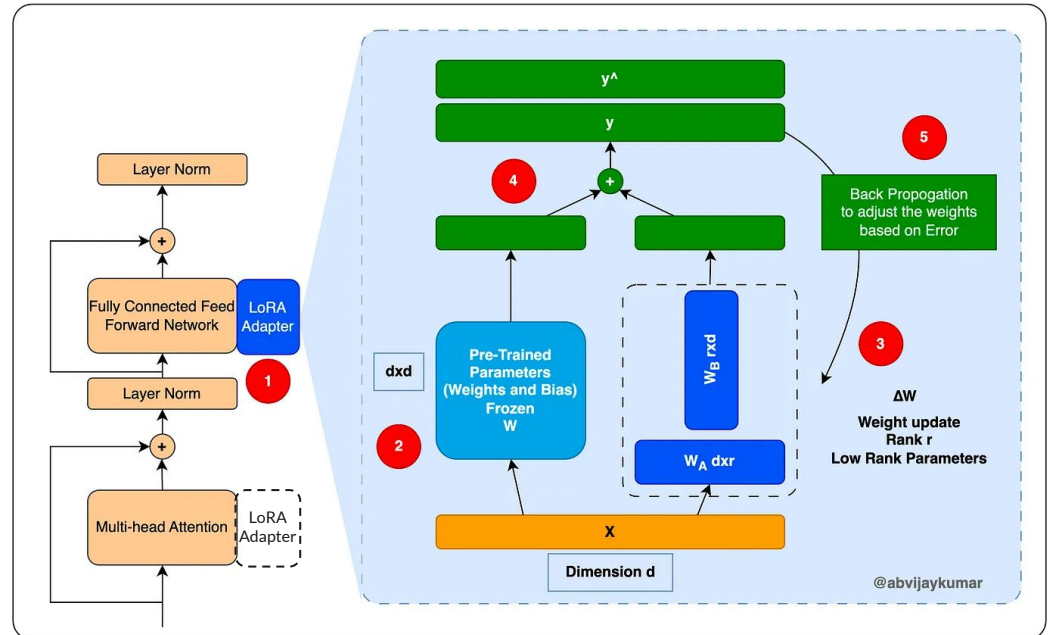 Layer Norm
+
Fully Connected Feed
Forward Network
LoRA
Adapter
1
Layer Norm
+
Multi-head Attention
LoRA
Adapter
y^
y
4
+
5
Back Propogation
to adjust the weights
based on Error
dxd
2
Pre-Trained
Parameters
(Weights and Bias)
Frozen
W
W_B rxd
W_A dxr
3
ΔW
Weight update
Rank r
Low Rank Parameters
X
Dimension d
@abvijaykumar